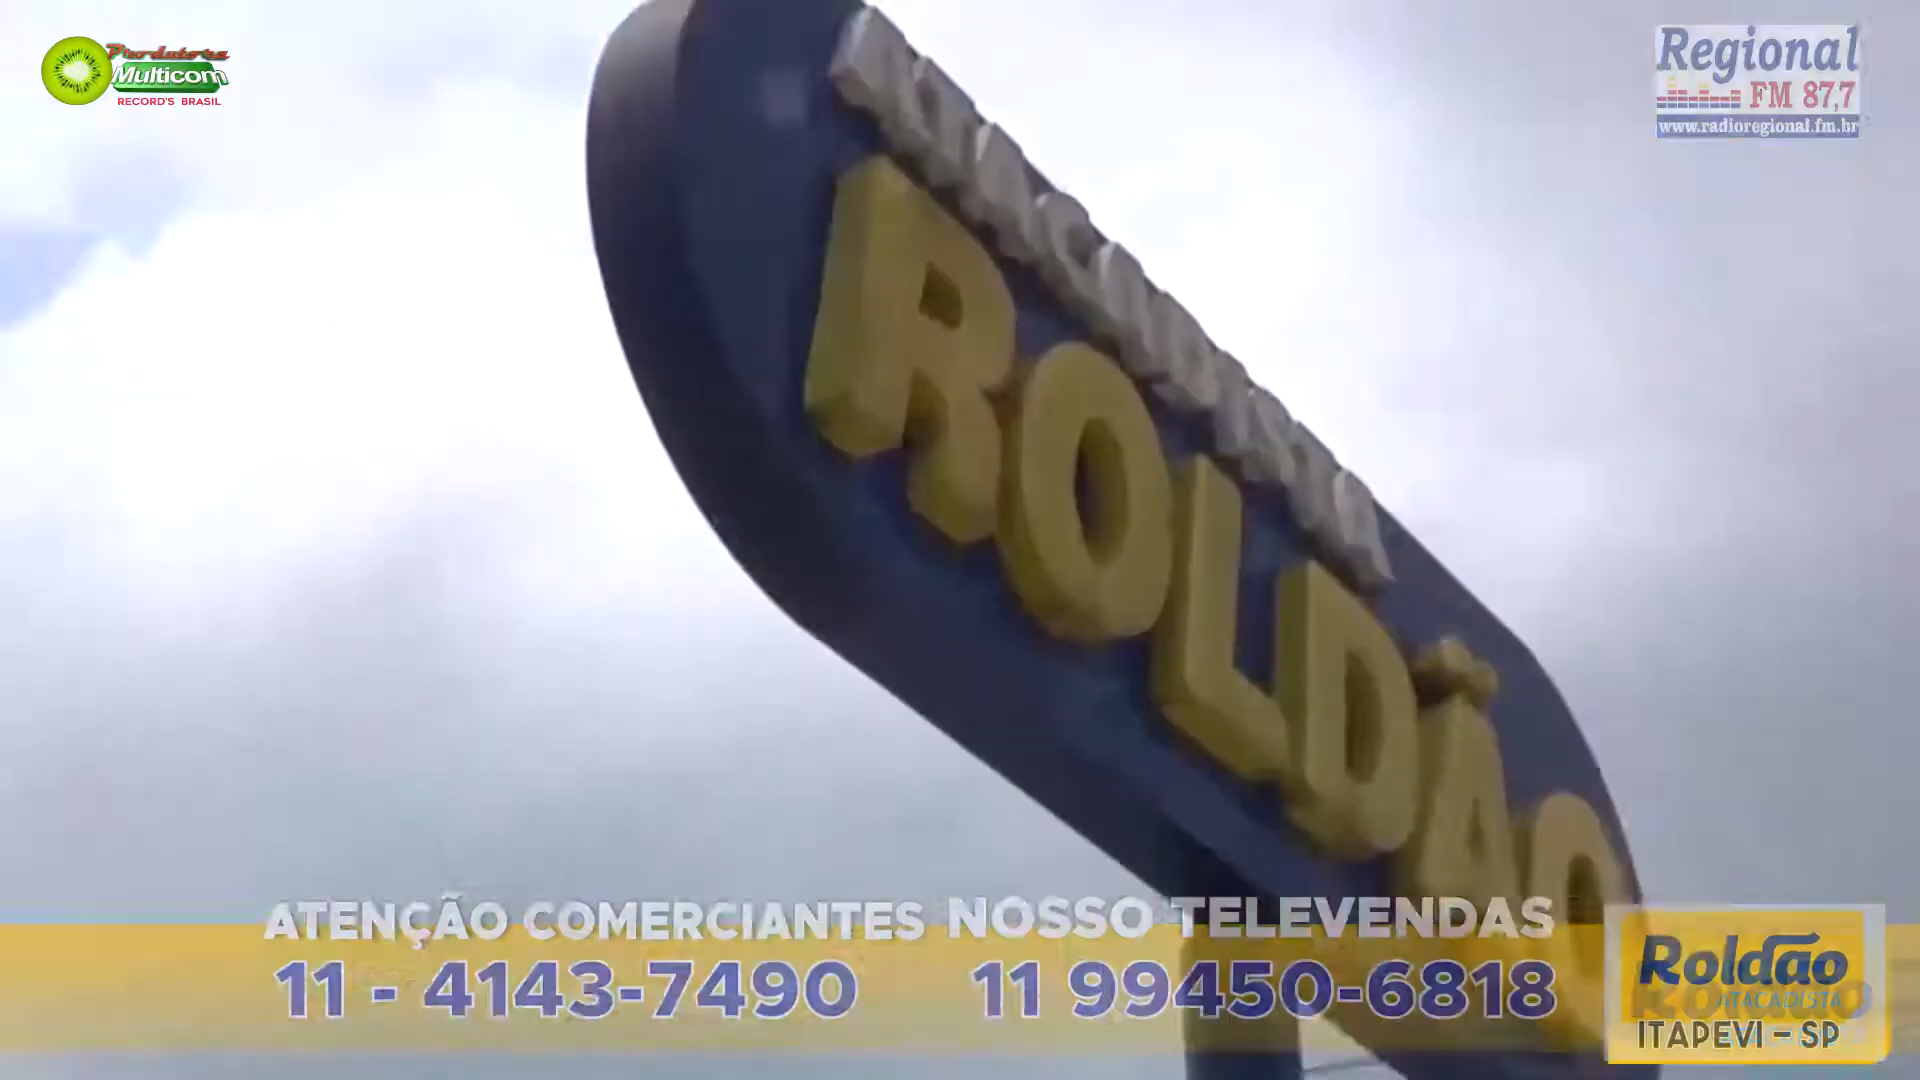 Produtora
Multicom
RECORD'S BRASIL
Regional
FM 87,7
www.radioregional.fm.br
ROLDÃO
ATENÇÃO COMERCIANTES NOSSO TELEVENDAS
11 - 4143-7490 11 99450-6818
Roldão
ATACADISTA
ITAPEVI - SP